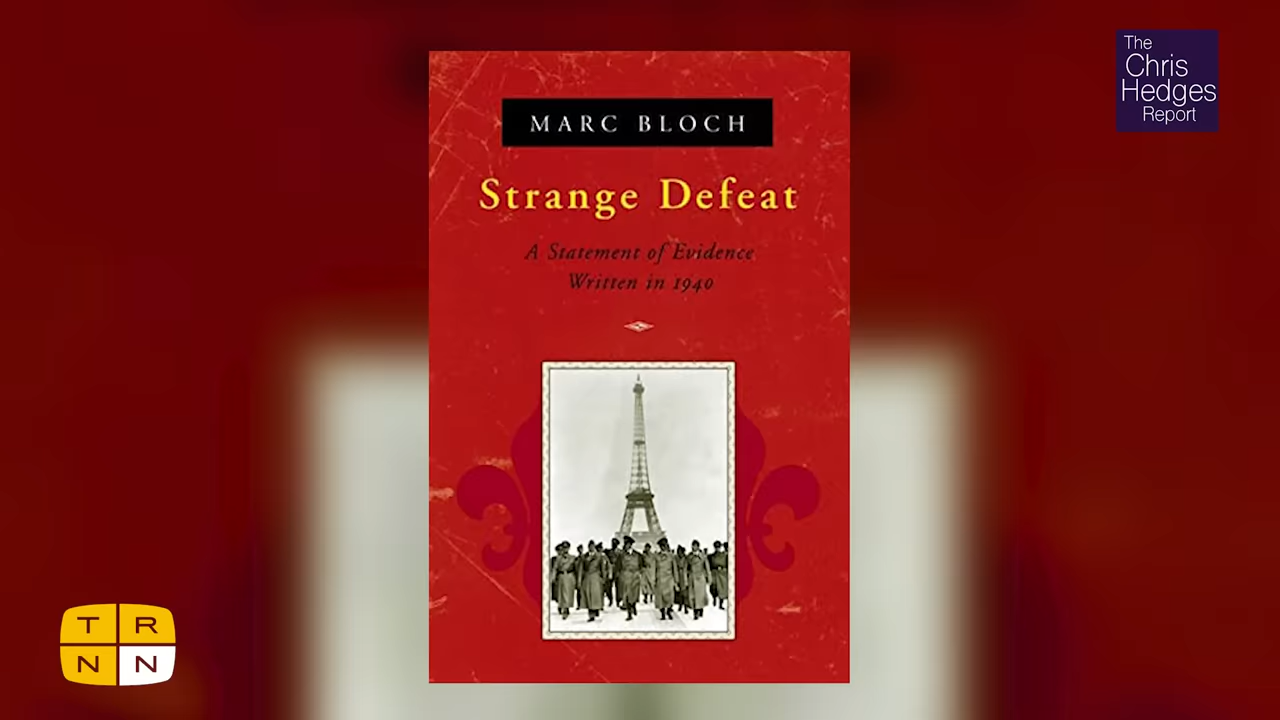 The
Chris
Hedges
Report
MARC BLOCH
Strange Defeat
A Statement of Evidence
Written in 1940
T R
N N